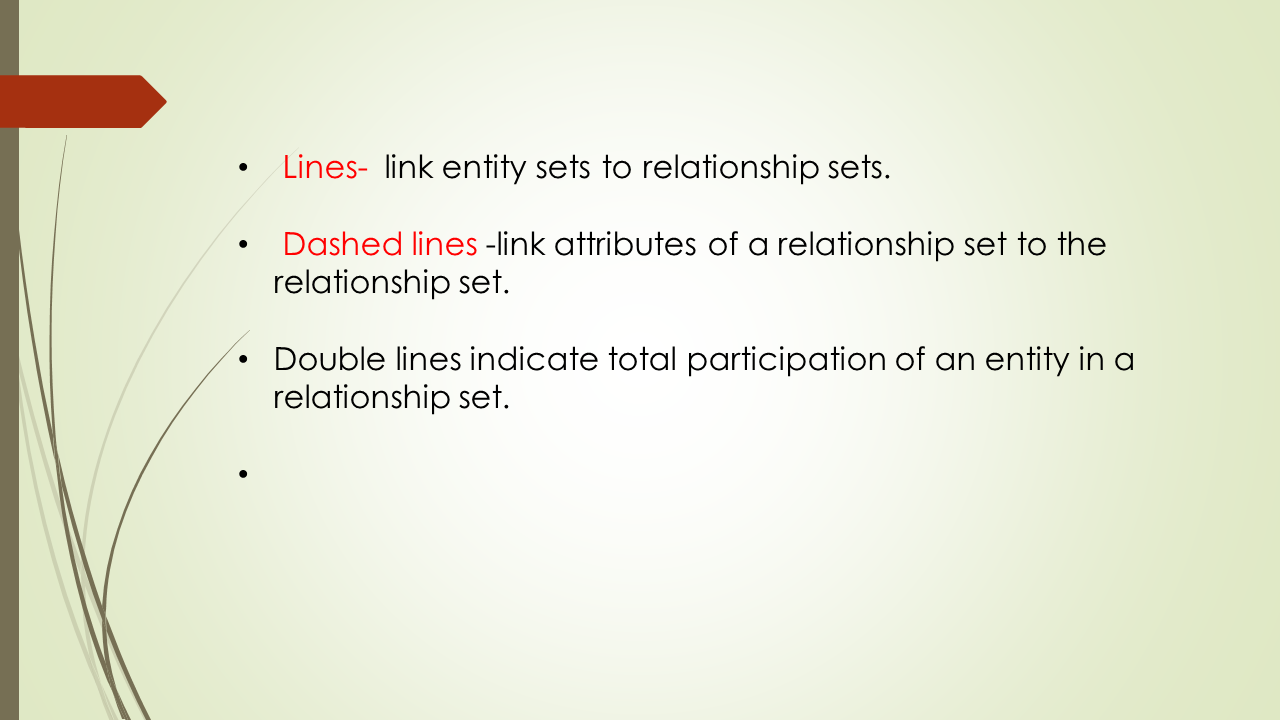 • Lines- link entity sets to relationship sets.
• Dashed lines -link attributes of a relationship set to the
relationship set.
• Double lines indicate total participation of an entity in a
relationship set.
•